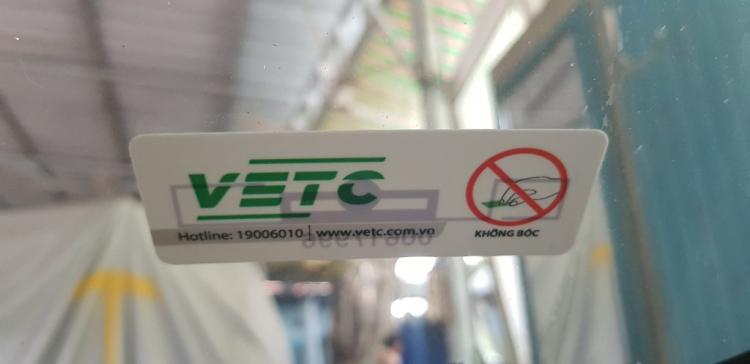 VETC
Hotline: 19006010 | www.vetc.com.vn
KHÔNG BÓC